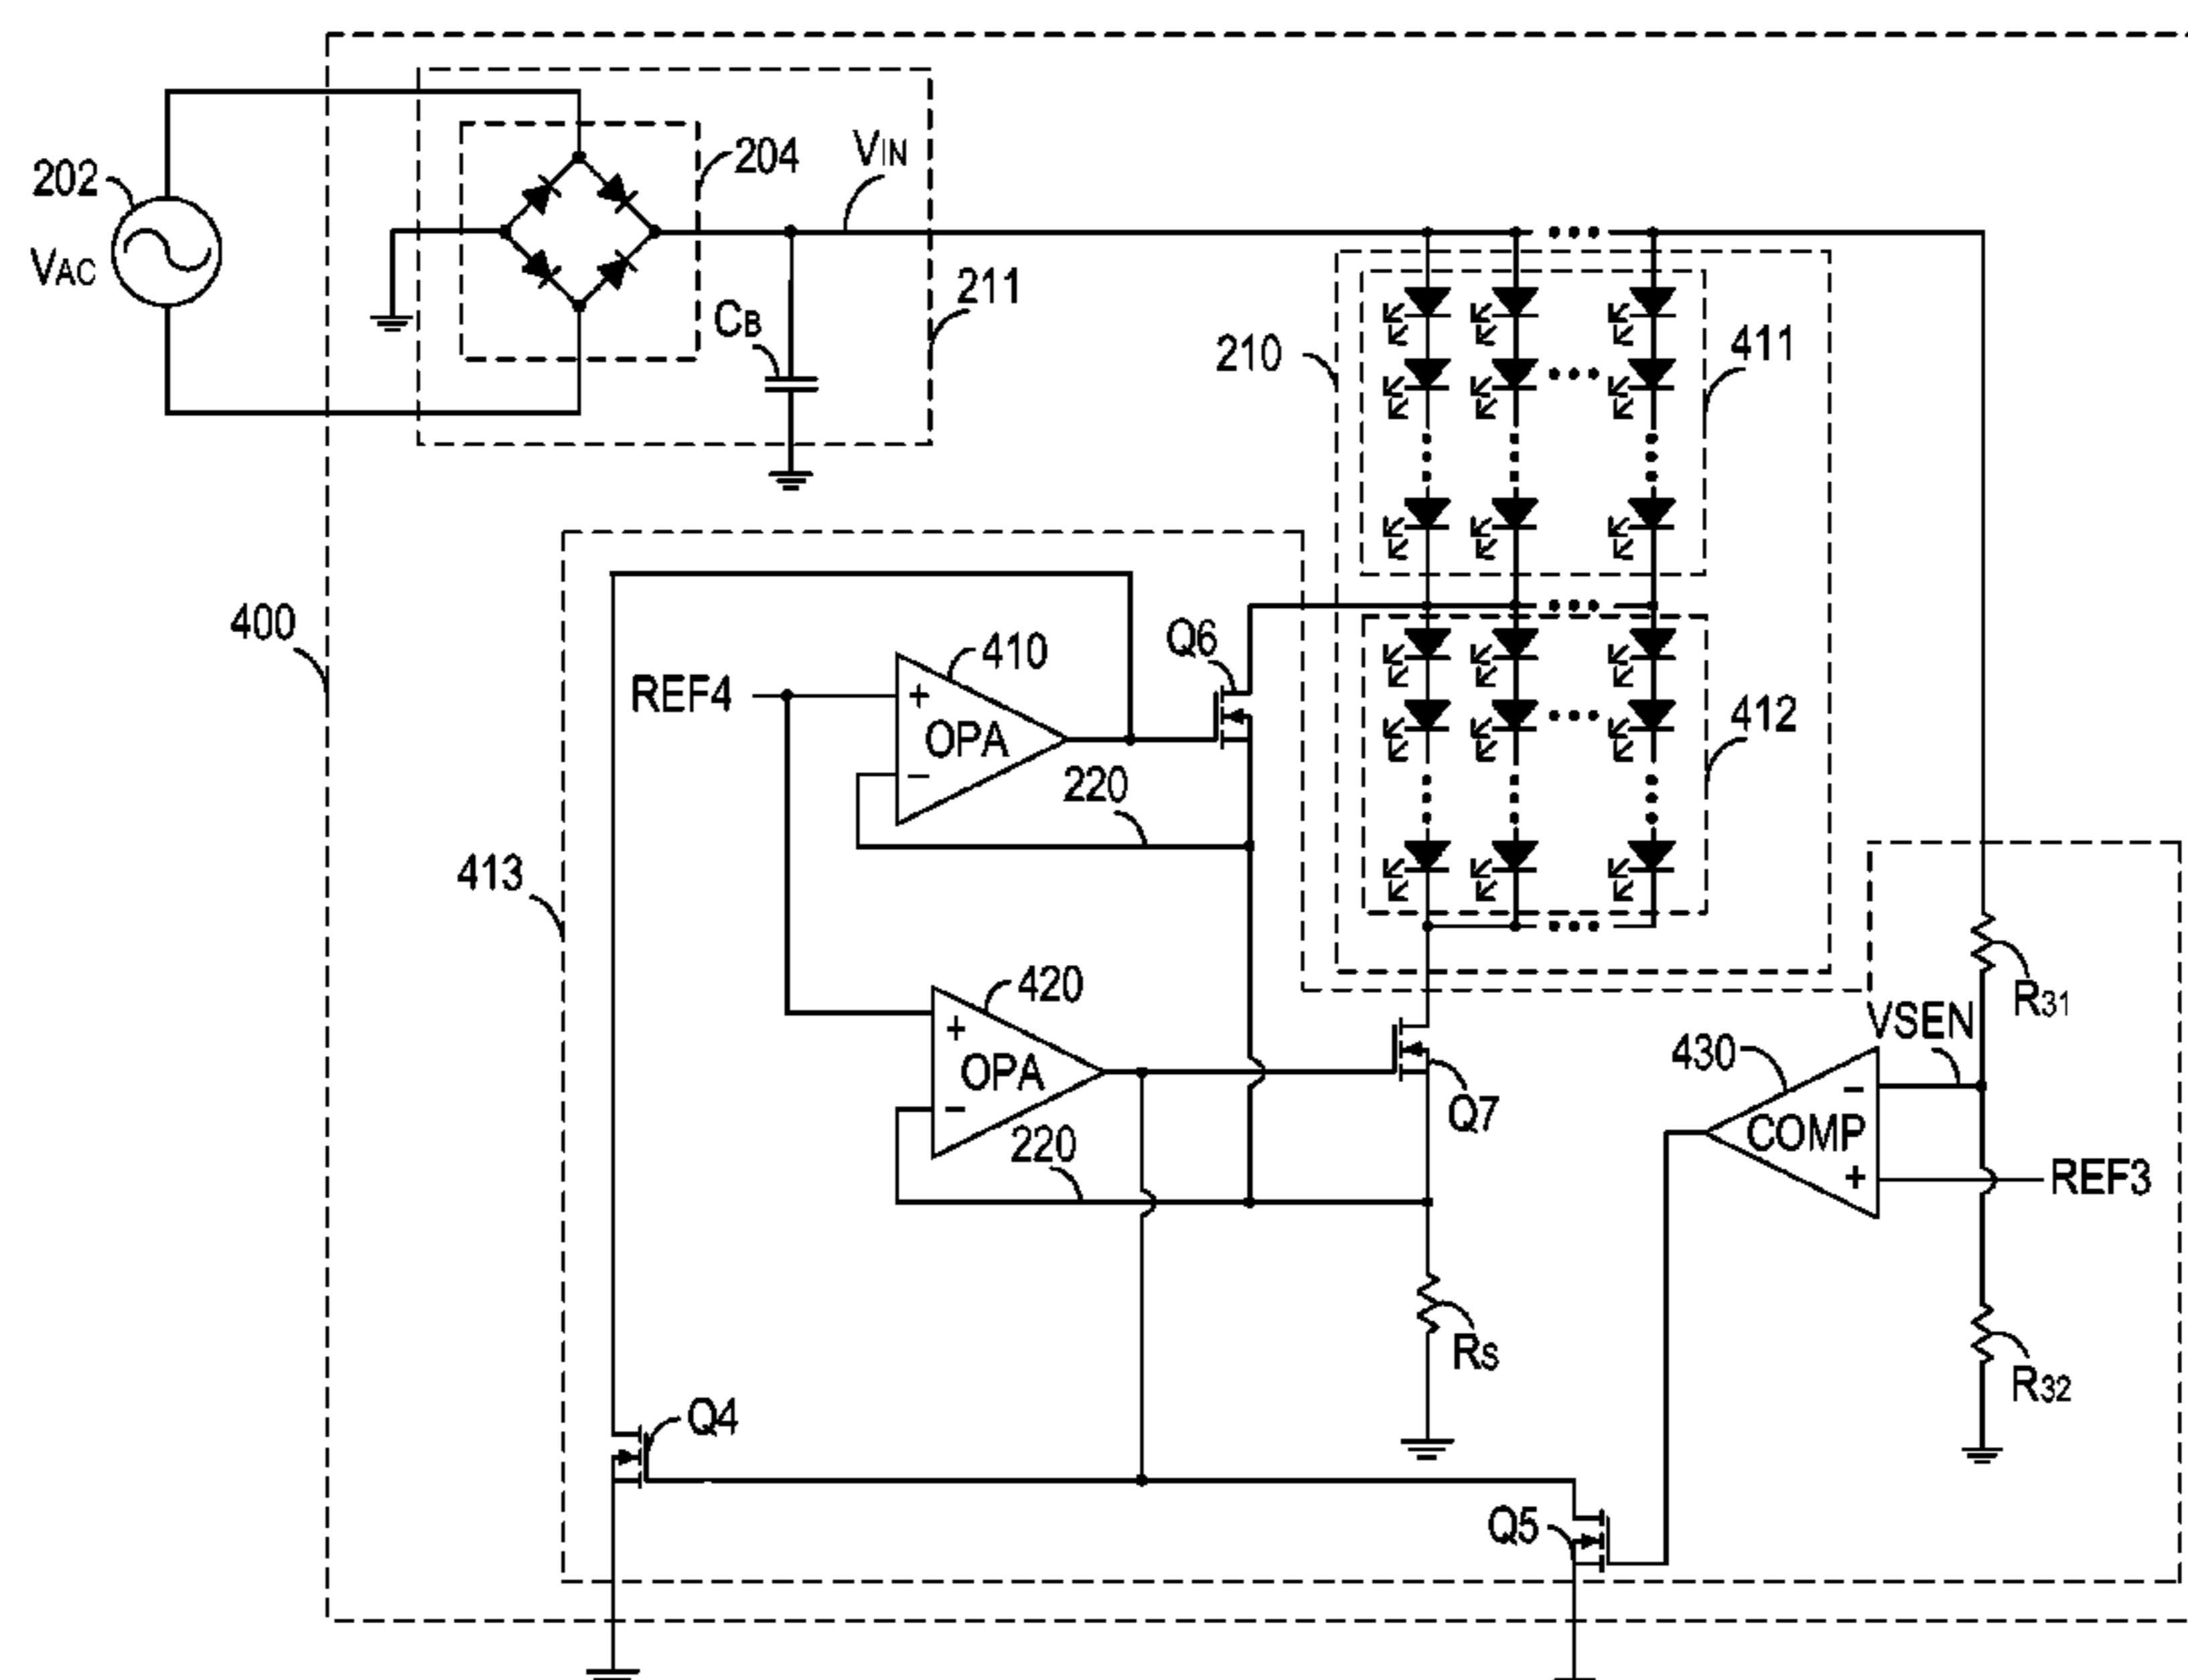 202
VAC
204
VIN
211
CB
210
411
400
REF4
+
OPA
−
410
Q6
412
220
413
420
+
OPA
−
220
Q7
430
VSEN
R31
−
COMP
+
REF3
RS
R32
Q4
Q5